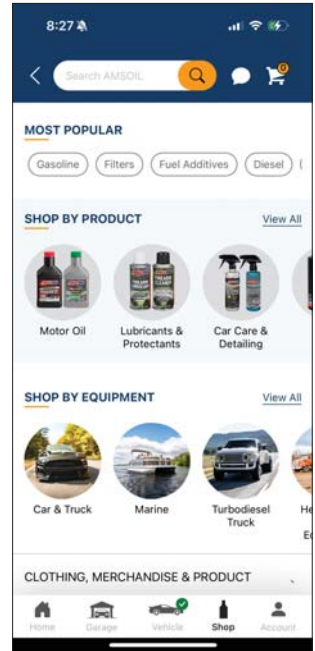 8:27
Search AMSOIL
0
MOST POPULAR
Gasoline Filters Fuel Additives Diesel
SHOP BY PRODUCT View All
Motor Oil Lubricants & Protectants Car Care & Detailing
SHOP BY EQUIPMENT View All
Car & Truck Marine Turbodiesel Truck He
E
CLOTHING, MERCHANDISE & PRODUCT
Home Garage Vehicle Shop Account